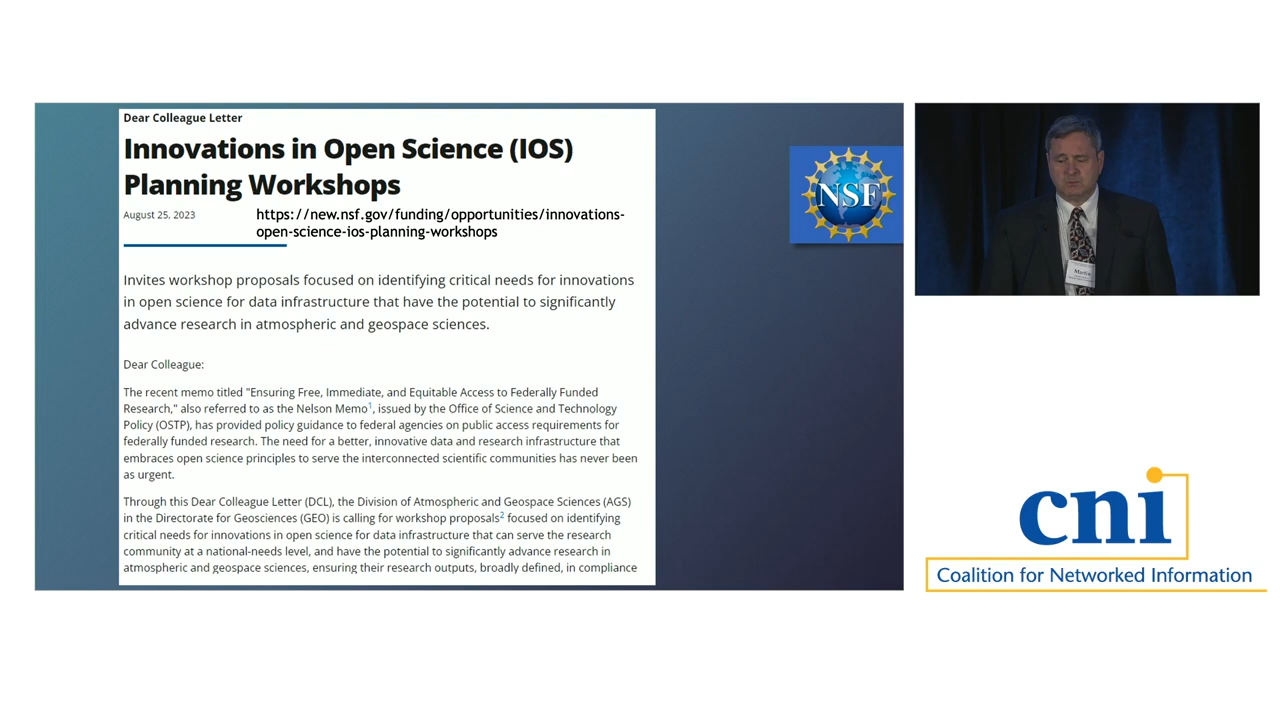 Dear Colleague Letter
Innovations in Open Science (IOS)
Planning Workshops
August 25, 2023
https://new.nsf.gov/funding/opportunities/innovations-
open-science-ios-planning-workshops
Invites workshop proposals focused on identifying critical needs for innovations
in open science for data infrastructure that have the potential to significantly
advance research in atmospheric and geospace sciences.
Dear Colleague:
The recent memo titled "Ensuring Free, Immediate, and Equitable Access to Federally Funded
Research," also referred to as the Nelson Memo1, issued by the Office of Science and Technology
Policy (OSTP), has provided policy guidance to federal agencies on public access requirements for
federally funded research. The need for a better, innovative data and research infrastructure that
embraces open science principles to serve the interconnected scientific communities has never been
as urgent.
Through this Dear Colleague Letter (DCL), the Division of Atmospheric and Geospace Sciences (AGS)
in the Directorate for Geosciences (GEO) is calling for workshop proposals2 focused on identifying
critical needs for innovations in open science for data infrastructure that can serve the research
community at a national-needs level, and have the potential to significantly advance research in
atmospheric and geospace sciences, ensuring their research outputs, broadly defined, in compliance
NSF
cni
Coalition for Networked Information